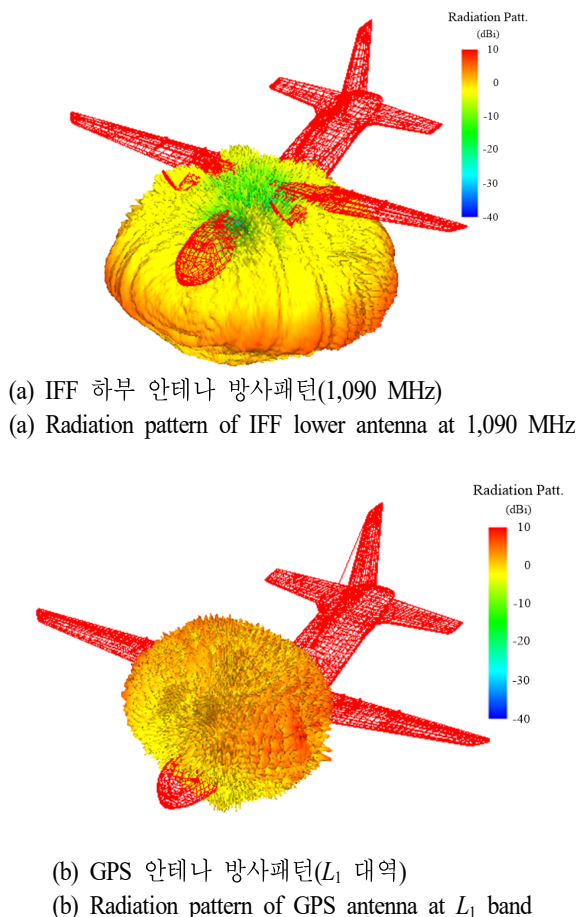 Radiation Patt.
(dBi)
10
0
-10
-20
-30
-40
(a) IFF 하부 안테나 방사패턴(1,090 MHz)
(a) Radiation pattern of IFF lower antenna at 1,090 MHz
Radiation Patt.
(dBi)
10
0
-10
-20
-30
-40
(b) GPS 안테나 방사패턴(L₁ 대역)
(b) Radiation pattern of GPS antenna at L₁ band